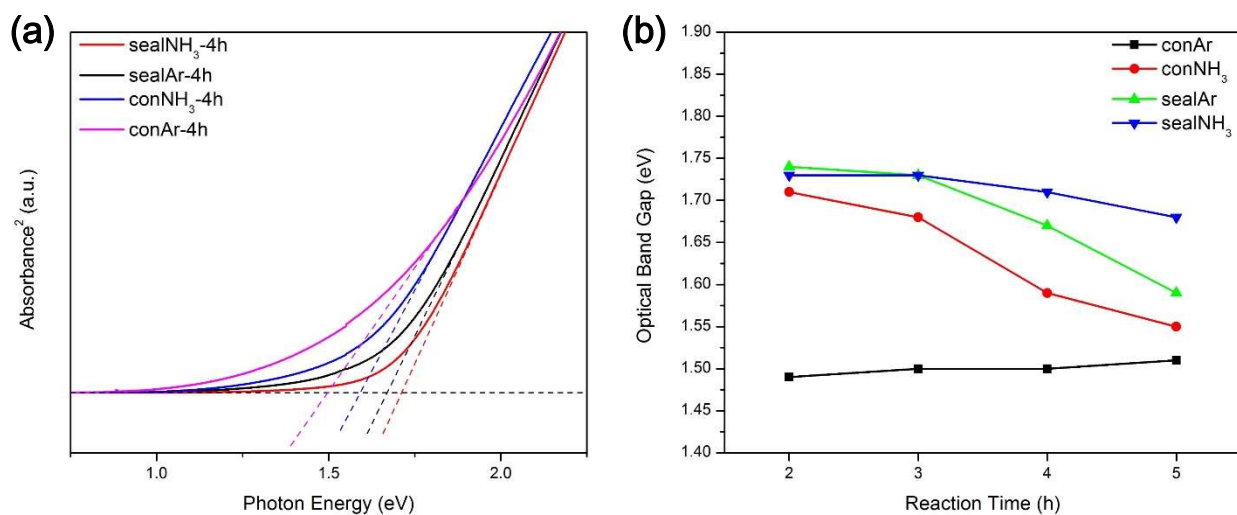 (a)
sealNH₃-4h
sealAr-4h
conNH₃-4h
conAr-4h
Absorbance² (a.u.)
1.0
1.5
2.0
Photon Energy (eV)
(b)
conAr
conNH₃
sealAr
sealNH₃
Optical Band Gap (eV)
1.90
1.85
1.80
1.75
1.70
1.65
1.60
1.55
1.50
1.45
1.40
2
3
4
5
Reaction Time (h)